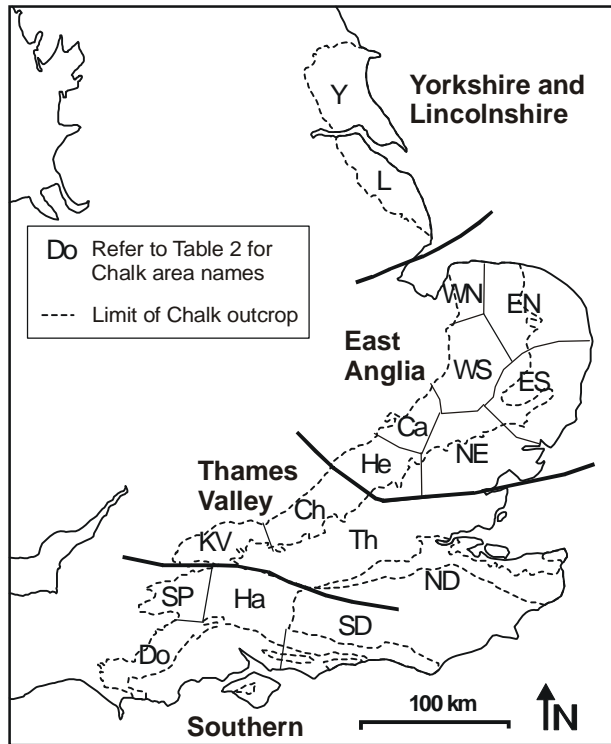 Y
Yorkshire and
Lincolnshire
L
Do Refer to Table 2 for
Chalk area names
Limit of Chalk outcrop
WN
EN
East
Anglia
WS
ES
Ca
NE
He
Thames
Valley
Ch
KV
Th
ND
SP
Ha
SD
Do
100 km
N
Southern